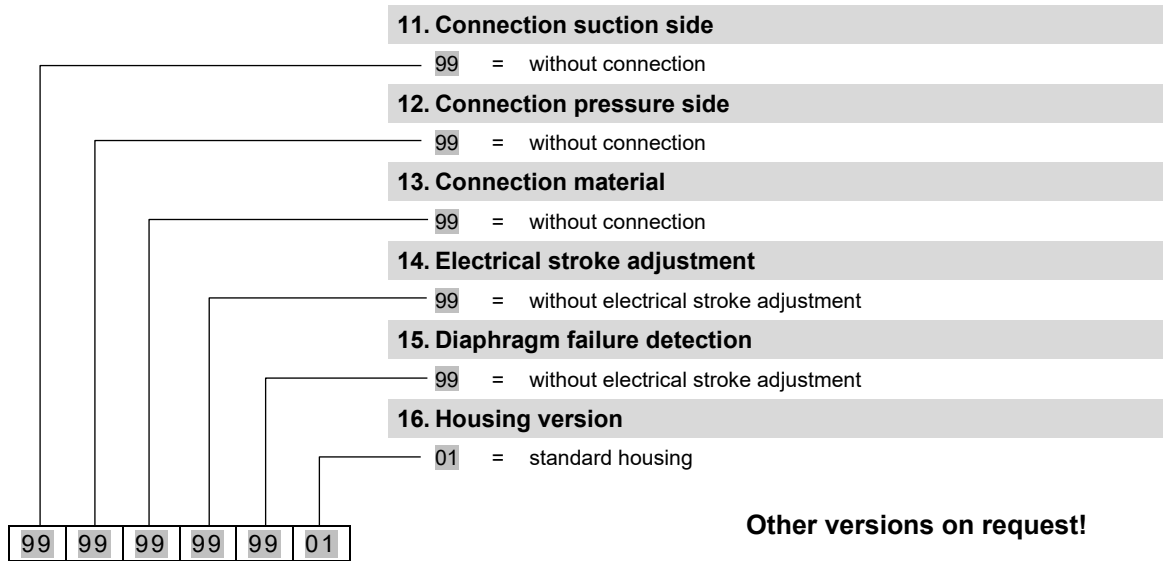 11. Connection suction side
99 = without connection
12. Connection pressure side
99 = without connection
13. Connection material
99 = without connection
14. Electrical stroke adjustment
99 = without electrical stroke adjustment
15. Diaphragm failure detection
99 = without electrical stroke adjustment
16. Housing version
01 = standard housing
Other versions on request!
99 99 99 99 99 01